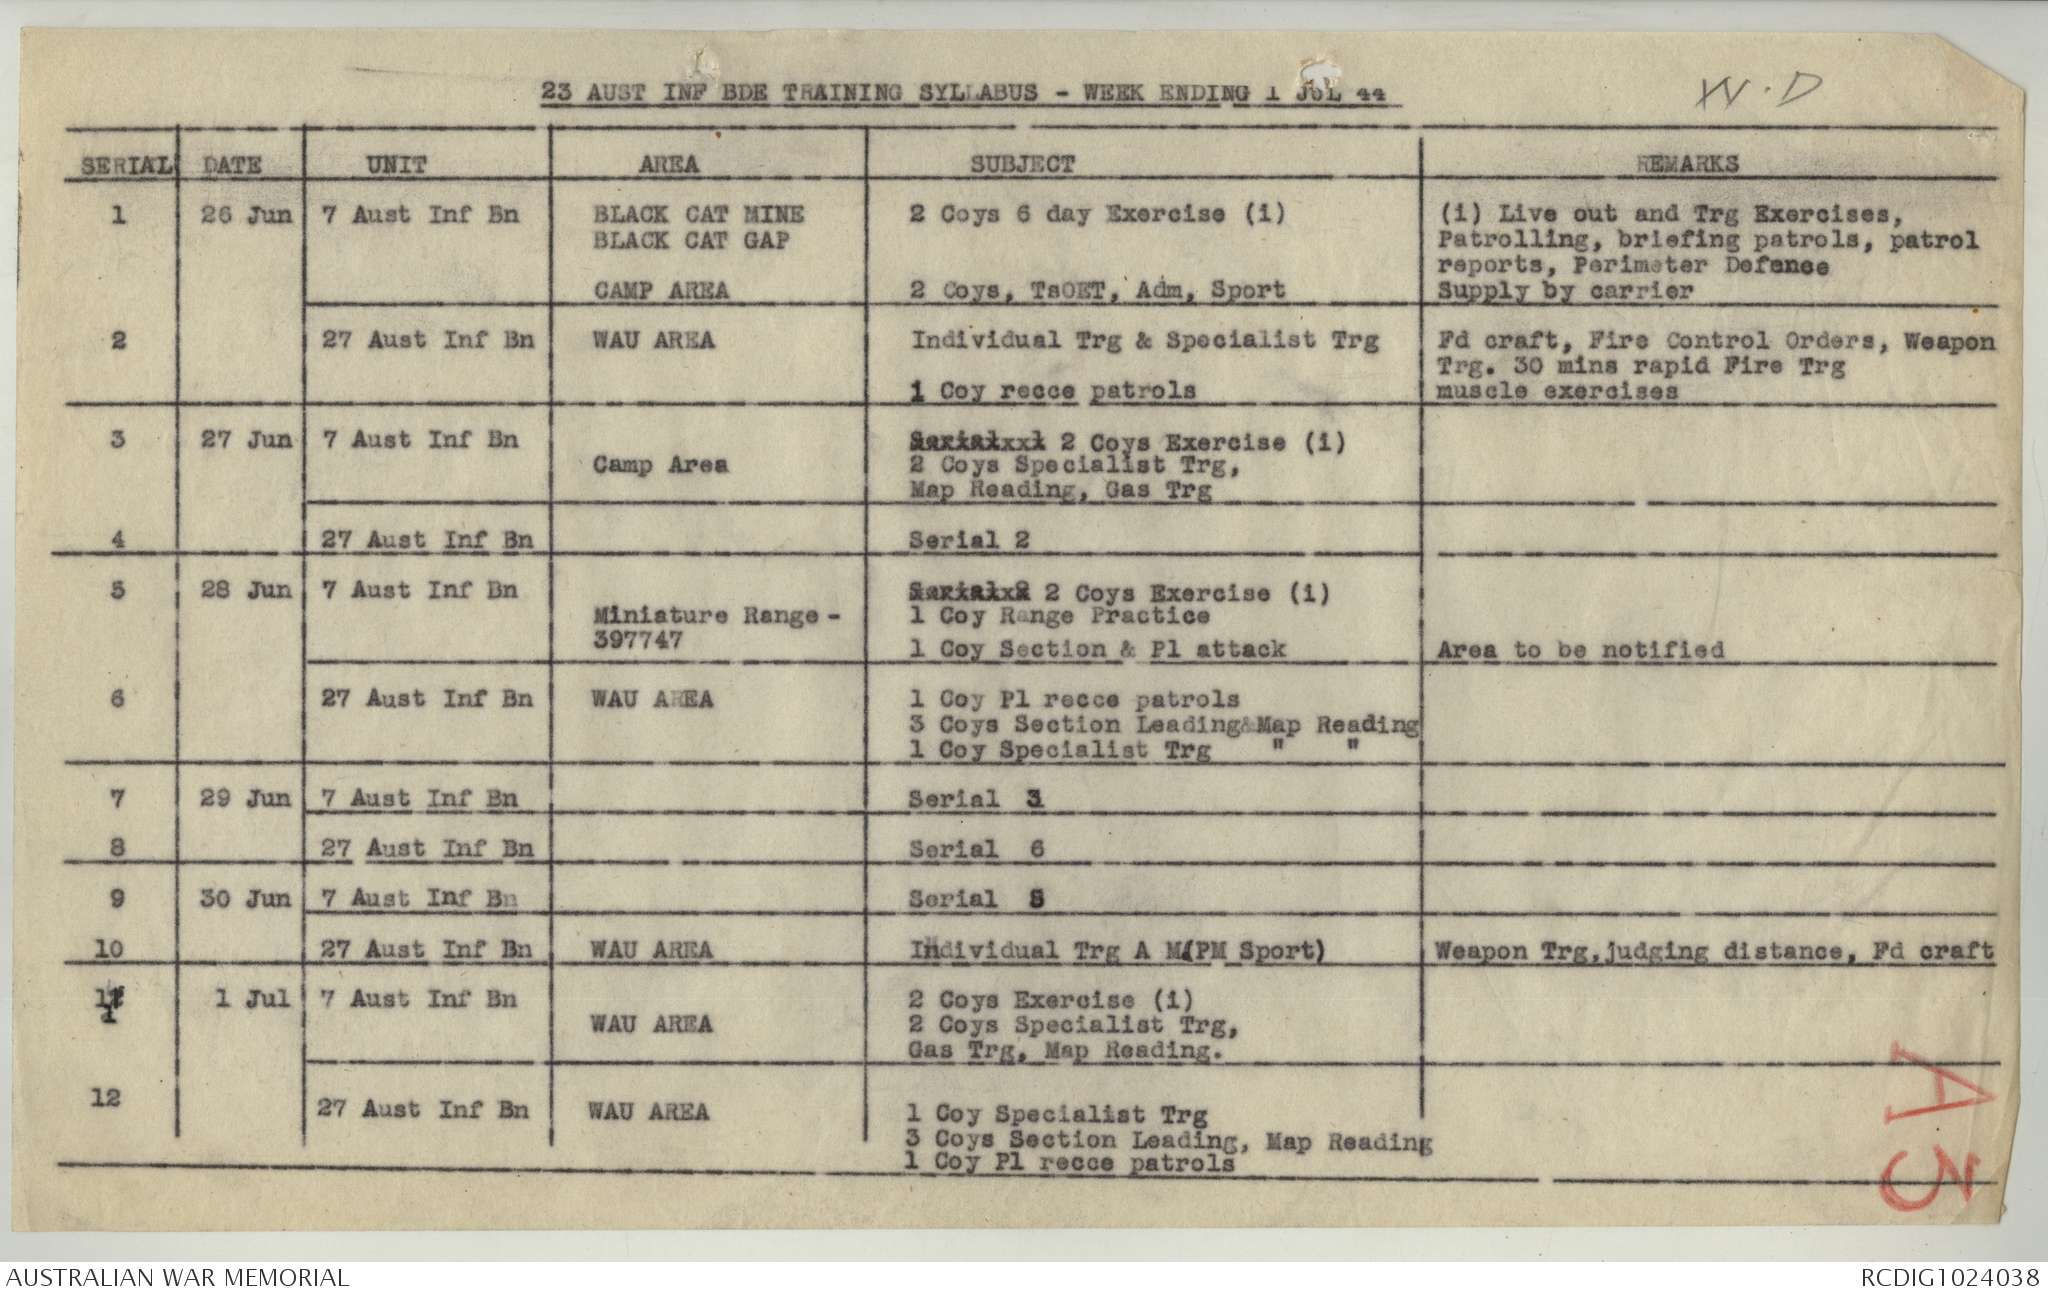 23 AUST INF BDE TRAINING SYLLABUS - WEEK ENDING 1 JUL 44
W.D
SERIAL DATE UNIT AREA SUBJECT REMARKS
1 26 Jun 7 Aust Inf Bn BLACK CAT MINE 2 Coys 6 day Exercise (i) (i) Live out and Trg Exercises,
BLACK CAT GAP Patrolling, briefing patrols, patrol
reports, Perimeter Defence
CAMP AREA 2 Coys, TsOET, Adm, Sport Supply by carrier
2 27 Aust Inf Bn WAU AREA Individual Trg & Specialist Trg Fd craft, Fire Control Orders, Weapon
Trg. 30 mins rapid Fire Trg
1 Coy recce patrols muscle exercises
3 27 Jun 7 Aust Inf Bn 2 Coys Exercise (i)
Camp Area 2 Coys Specialist Trg,
Map Reading, Gas Trg
4 27 Aust Inf Bn Serial 2
5 28 Jun 7 Aust Inf Bn 2 Coys Exercise (i)
Miniature Range - 1 Coy Range Practice
397747
1 Coy Section & Pl attack Area to be notified
6 27 Aust Inf Bn WAU AREA 1 Coy Pl recce patrols
3 Coys Section Leading&Map Reading
1 Coy Specialist Trg " "
7 29 Jun 7 Aust Inf Bn Serial 3
8 27 Aust Inf Bn Serial 6
9 30 Jun 7 Aust Inf Bn Serial 5
10 27 Aust Inf Bn WAU AREA Individual Trg A M(PM Sport) Weapon Trg,judging distance, Fd craft
11 1 Jul 7 Aust Inf Bn 2 Coys Exercise (i)
WAU AREA 2 Coys Specialist Trg,
Gas Trg, Map Reading.
12 27 Aust Inf Bn WAU AREA 1 Coy Specialist Trg
3 Coys Section Leading, Map Reading
1 Coy Pl recce patrols
A3
AUSTRALIAN WAR MEMORIAL RCDIG1024038